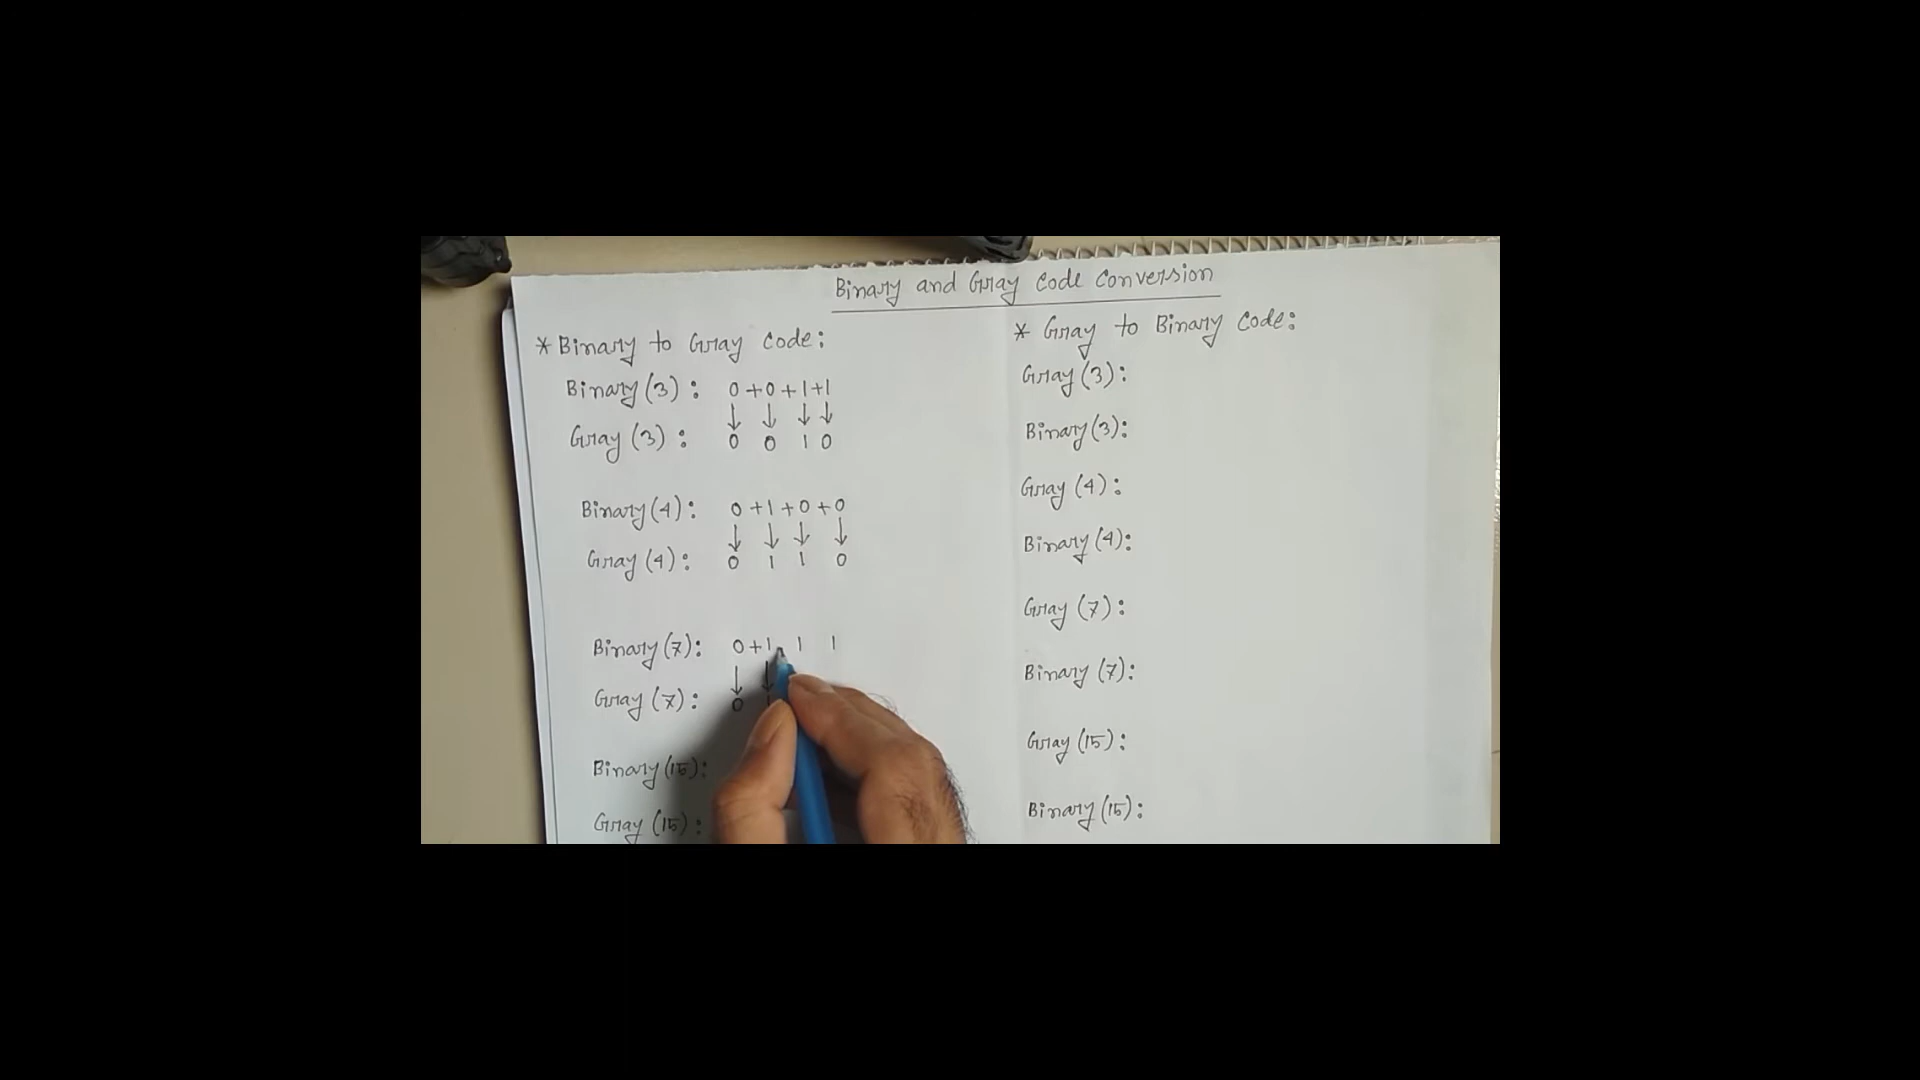 Binary and Gray Code Conversion
* Binary to Gray Code:
Binary (3) : 0 + 0 + 1 + 1
↓ ↓ ↓ ↓
Gray (3) : 0 0 1 0
Binary (4) : 0 + 1 + 0 + 0
↓ ↓ ↓ ↓
Gray (4) : 0 1 1 0
Binary (7) : 0 + 1 1 1
↓ ↓
Gray (7) : 0
Binary (15) :
Gray (15) :
* Gray to Binary Code:
Gray (3) :
Binary (3) :
Gray (4) :
Binary (4) :
Gray (7) :
Binary (7) :
Gray (15) :
Binary (15) :